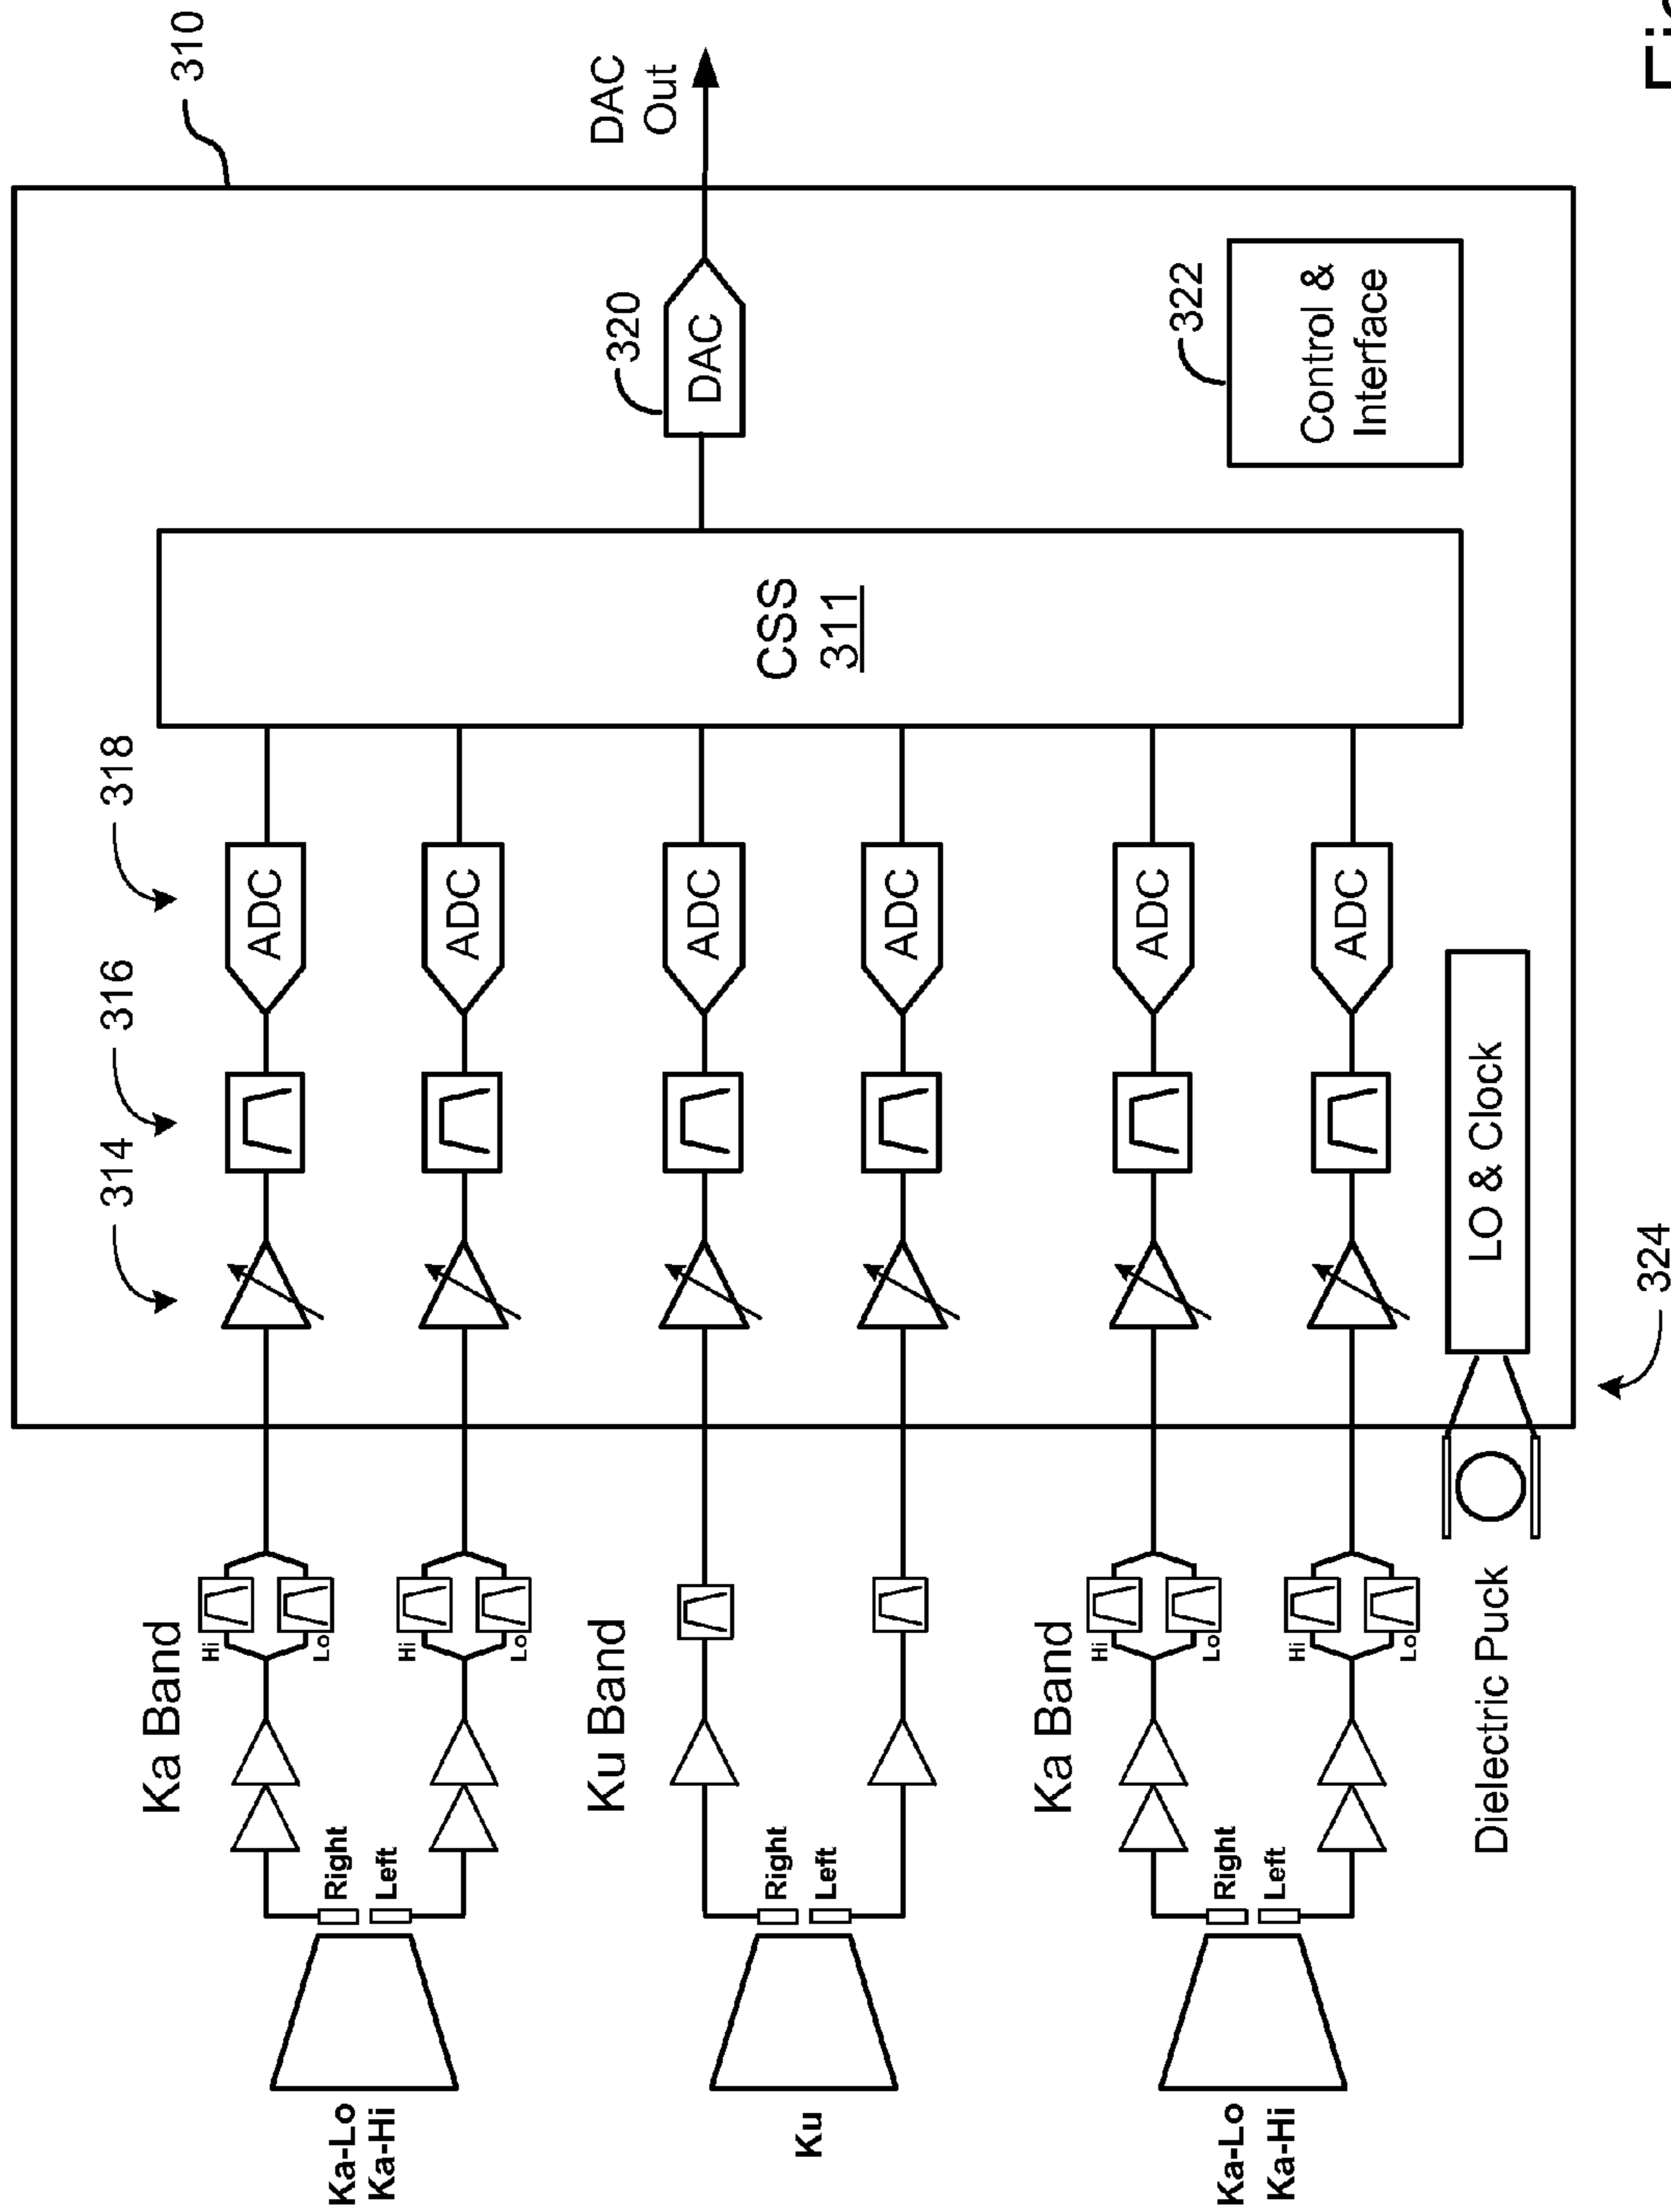 310
DAC
Out
320
DAC
322
Control &
Interface
CSS
311
318
316
314
ADC
ADC
ADC
ADC
ADC
ADC
LO & Clock
324
Ka Band
Hi
Lo
Hi
Lo
Right
Left
Ka-Lo
Ka-Hi
Ku Band
Right
Left
Ku
Ka Band
Hi
Lo
Hi
Lo
Right
Left
Ka-Lo
Ka-Hi
Dielectric Puck